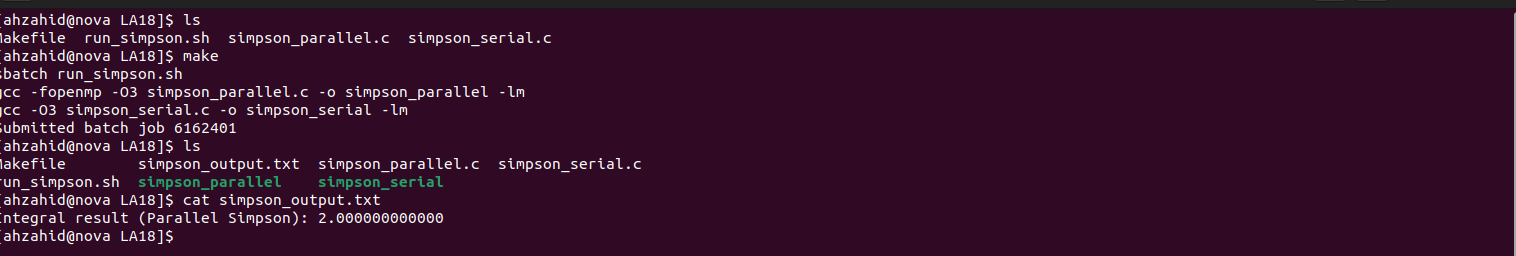 [ahzahid@nova LA18]$ ls
Makefile  run_simpson.sh  simpson_parallel.c  simpson_serial.c
[ahzahid@nova LA18]$ make
sbatch run_simpson.sh
gcc -fopenmp -O3 simpson_parallel.c -o simpson_parallel -lm
gcc -O3 simpson_serial.c -o simpson_serial -lm
Submitted batch job 6162401
[ahzahid@nova LA18]$ ls
Makefile        simpson_output.txt  simpson_parallel.c  simpson_serial.c
run_simpson.sh  simpson_parallel    simpson_serial
[ahzahid@nova LA18]$ cat simpson_output.txt
Integral result (Parallel Simpson): 2.000000000000
[ahzahid@nova LA18]$